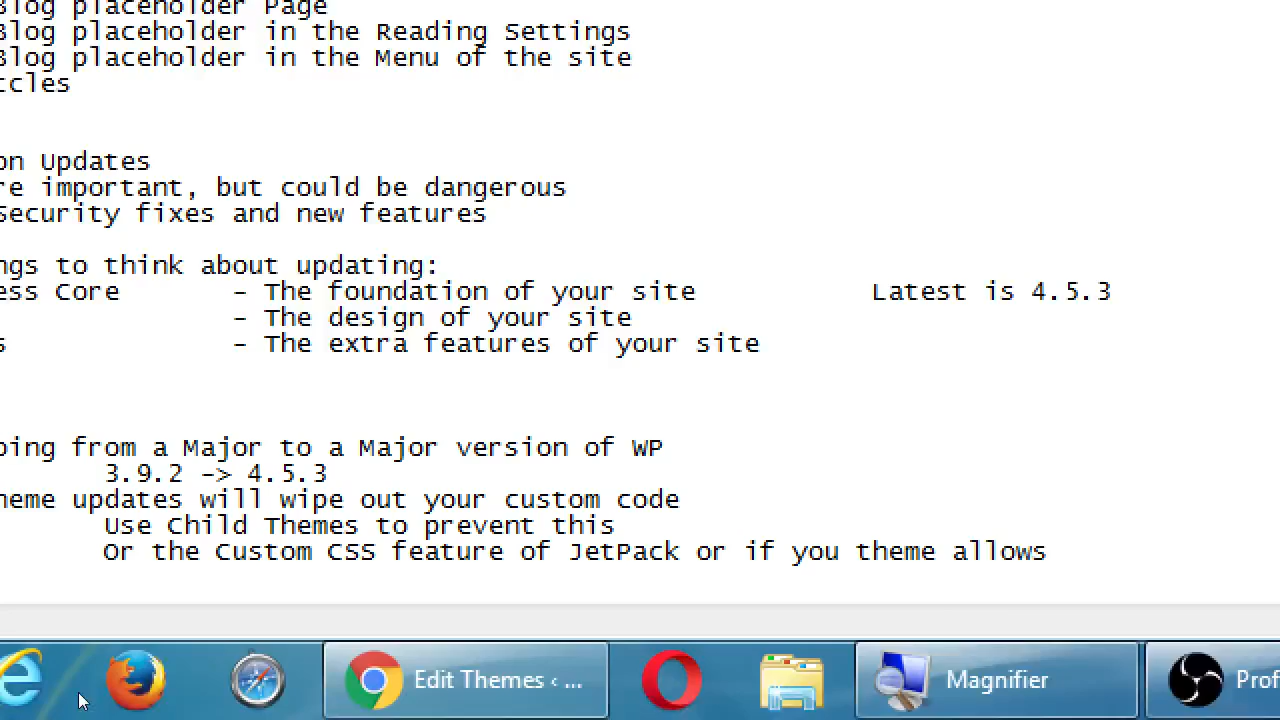 Blog placeholder Page
Blog placeholder in the Reading Settings
Blog placeholder in the Menu of the site
ccles
on Updates
re important, but could be dangerous
Security fixes and new features
ngs to think about updating:
ess Core - The foundation of your site Latest is 4.5.3
- The design of your site
s - The extra features of your site
ping from a Major to a Major version of WP
3.9.2 -> 4.5.3
heme updates will wipe out your custom code
Use Child Themes to prevent this
Or the Custom CSS feature of JetPack or if you theme allows
Edit Themes ‹ ...
Magnifier
Prof